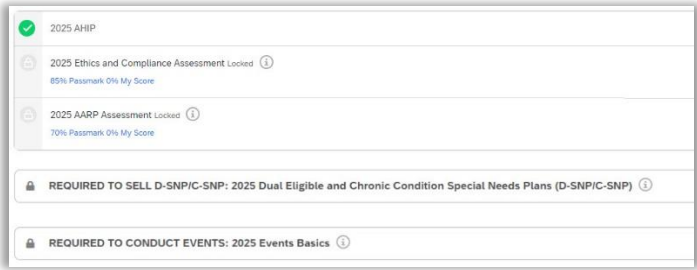 2025 AHIP
2025 Ethics and Compliance Assessment Locked
85% Passmark 0% My Score
2025 AARP Assessment Locked
70% Passmark 0% My Score
REQUIRED TO SELL D-SNP/C-SNP: 2025 Dual Eligible and Chronic Condition Special Needs Plans (D-SNP/C-SNP)
REQUIRED TO CONDUCT EVENTS: 2025 Events Basics